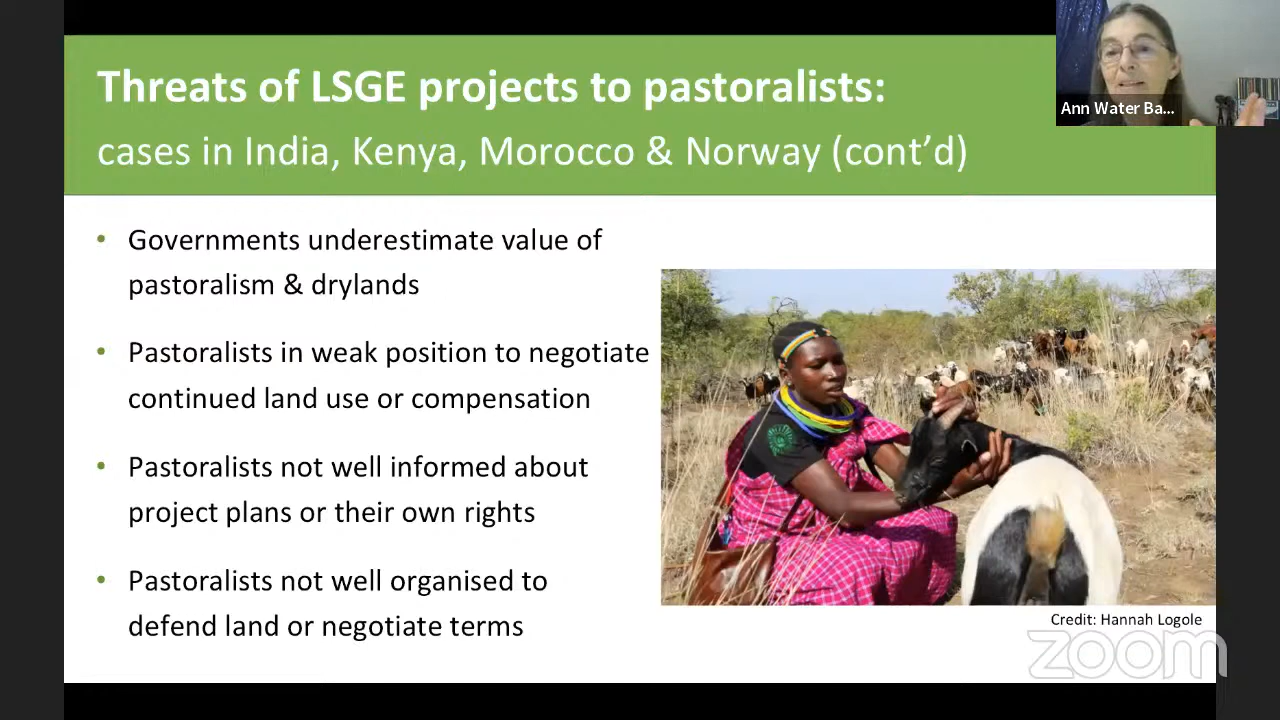 Threats of LSGE projects to pastoralists:
cases in India, Kenya, Morocco & Norway (cont’d)
Ann Water Ba...
• Governments underestimate value of
pastoralism & drylands
• Pastoralists in weak position to negotiate
continued land use or compensation
• Pastoralists not well informed about
project plans or their own rights
• Pastoralists not well organised to
defend land or negotiate terms
Credit: Hannah Logole
zoom